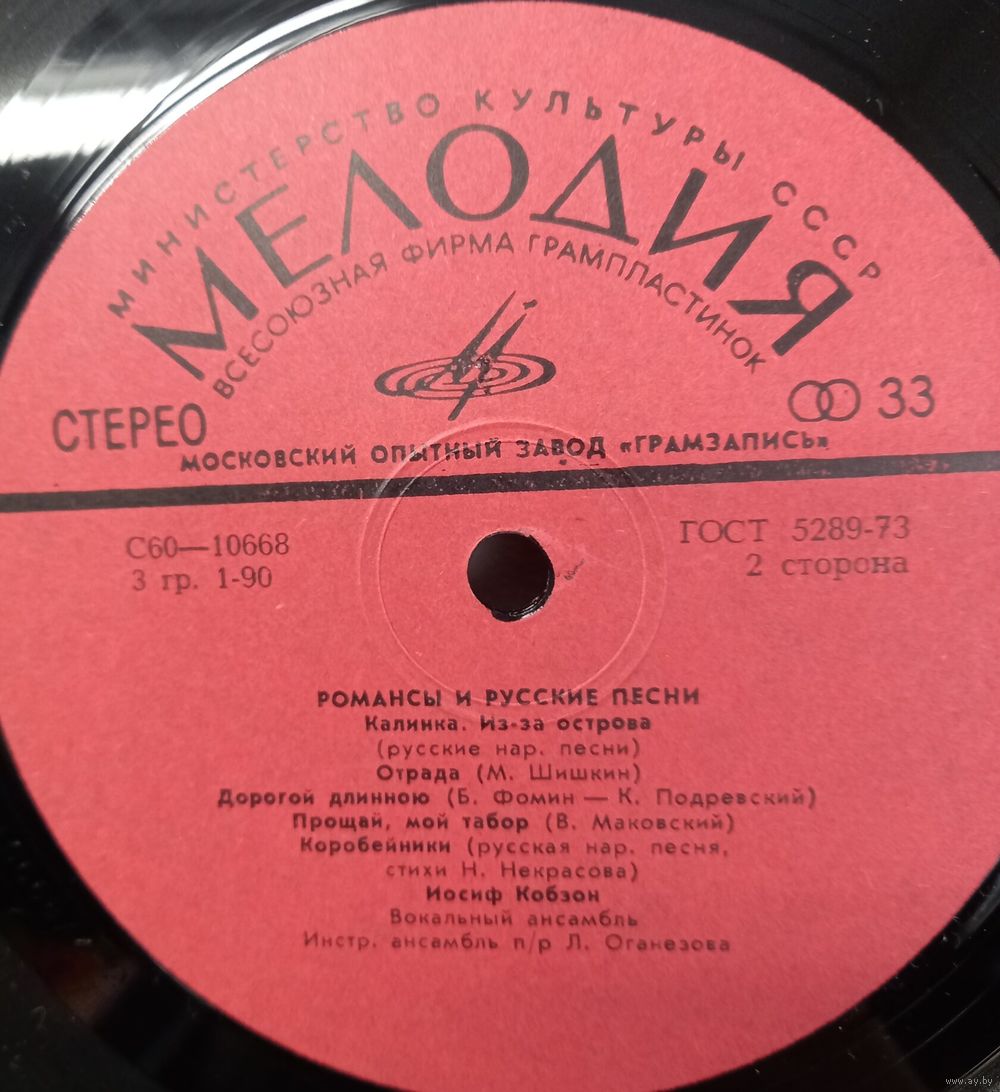 МИНИСТЕРСТВО КУЛЬТУРЫ СССР
МЕЛОДИЯ
ВСЕСОЮЗНАЯ ФИРМА ГРАМПЛАСТИНОК
СТЕРЕО
33
МОСКОВСКИЙ ОПЫТНЫЙ ЗАВОД «ГРАМЗАПИСЬ»
С60—10668
ГОСТ 5289-73
3 гр. 1-90
2 сторона
РОМАНСЫ И РУССКИЕ ПЕСНИ
Калинка. Из-за острова
(русские нар. песни)
Отрада (М. Шишкин)
Дорогой длинною (Б. Фомин — К. Подревский)
Прощай, мой табор (В. Маковский)
Коробейники (русская нар. песня,
стихи Н. Некрасова)
Иосиф Кобзон
Вокальный ансамбль
Инстр. ансамбль п/р Л. Оганезова
www.ay.by